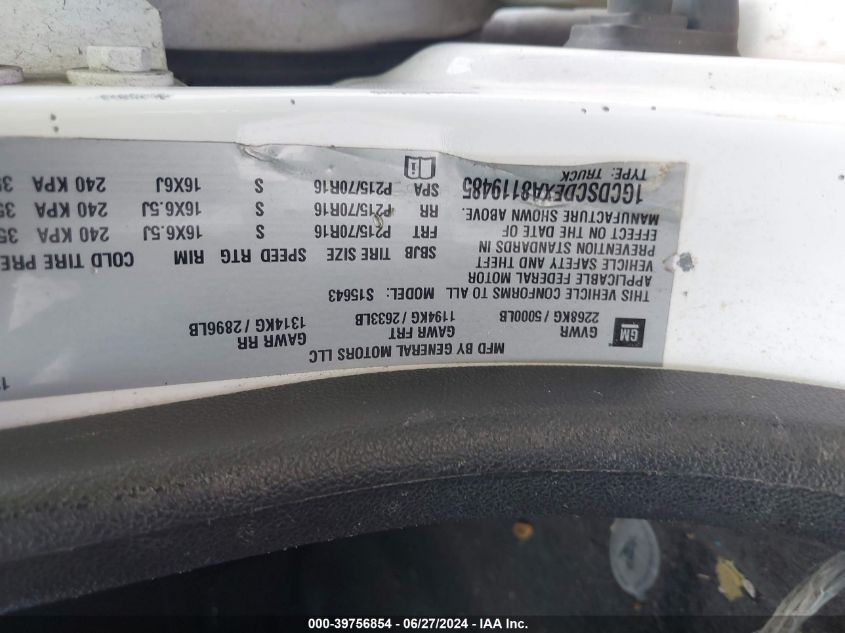 MFD BY GENERAL MOTORS LLC
GM
GVWR GAWR FRT GAWR RR
2268KG / 5000LB 1194KG / 2633LB 1314KG / 2896LB
THIS VEHICLE CONFORMS TO ALL
APPLICABLE FEDERAL MOTOR
VEHICLE SAFETY AND THEFT
PREVENTION STANDARDS IN
EFFECT ON THE DATE OF
MANUFACTURE SHOWN ABOVE.
1GCDSCDEXA8119485
TYPE: TRUCK
MODEL: S15643
SBJB TIRE SIZE SPEED RTG RIM COLD TIRE PRE
FRT P215/70R16 S 16X6.5J 240 KPA 35
RR P215/70R16 S 16X6.5J 240 KPA 35
SPA P215/70R16 S 16X6J 240 KPA
000-39756854 / 06/27/2024 - IAA Inc.